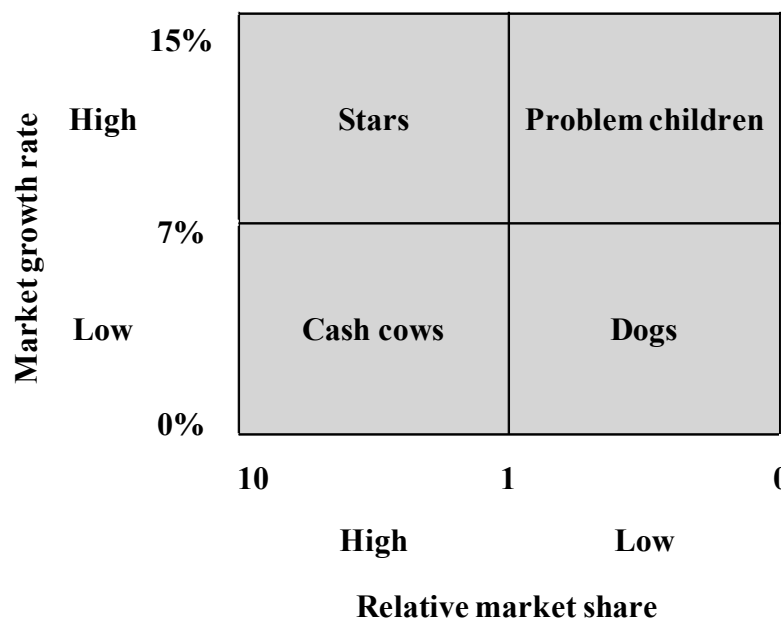 15%
High
Stars
Problem children
7%
Market growth rate
Low
Cash cows
Dogs
0%
10
1
0
High
Low
Relative market share